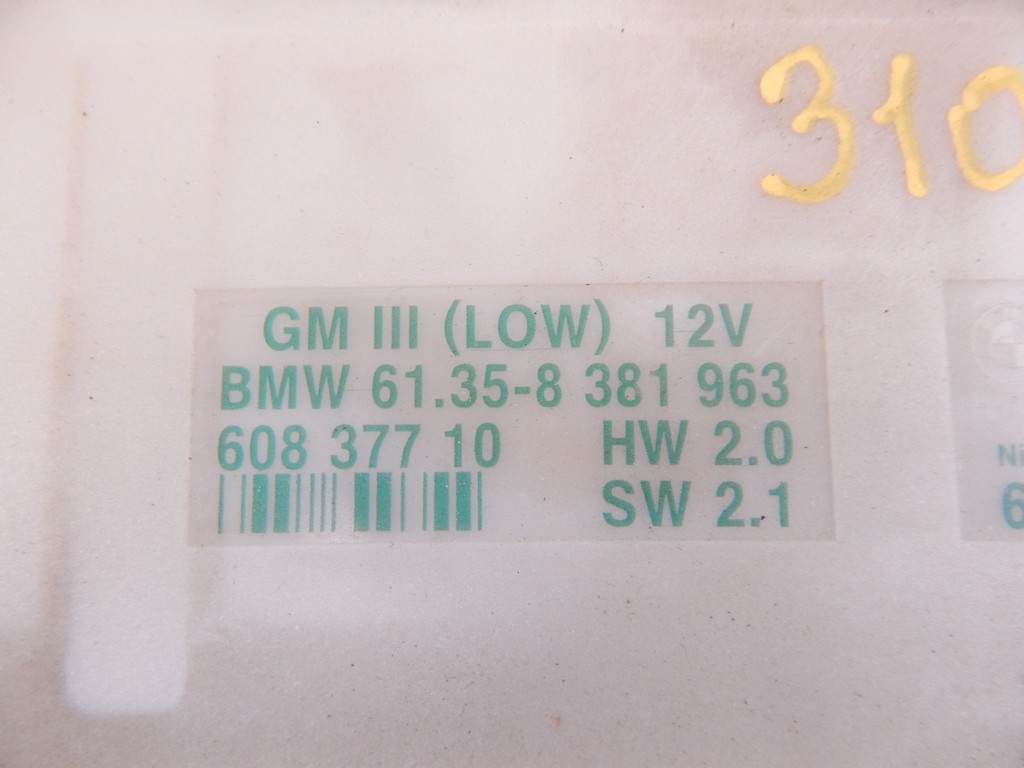 310
GM III (LOW) 12V
BMW 61.35-8 381 963
608 377 10 HW 2.0
SW 2.1